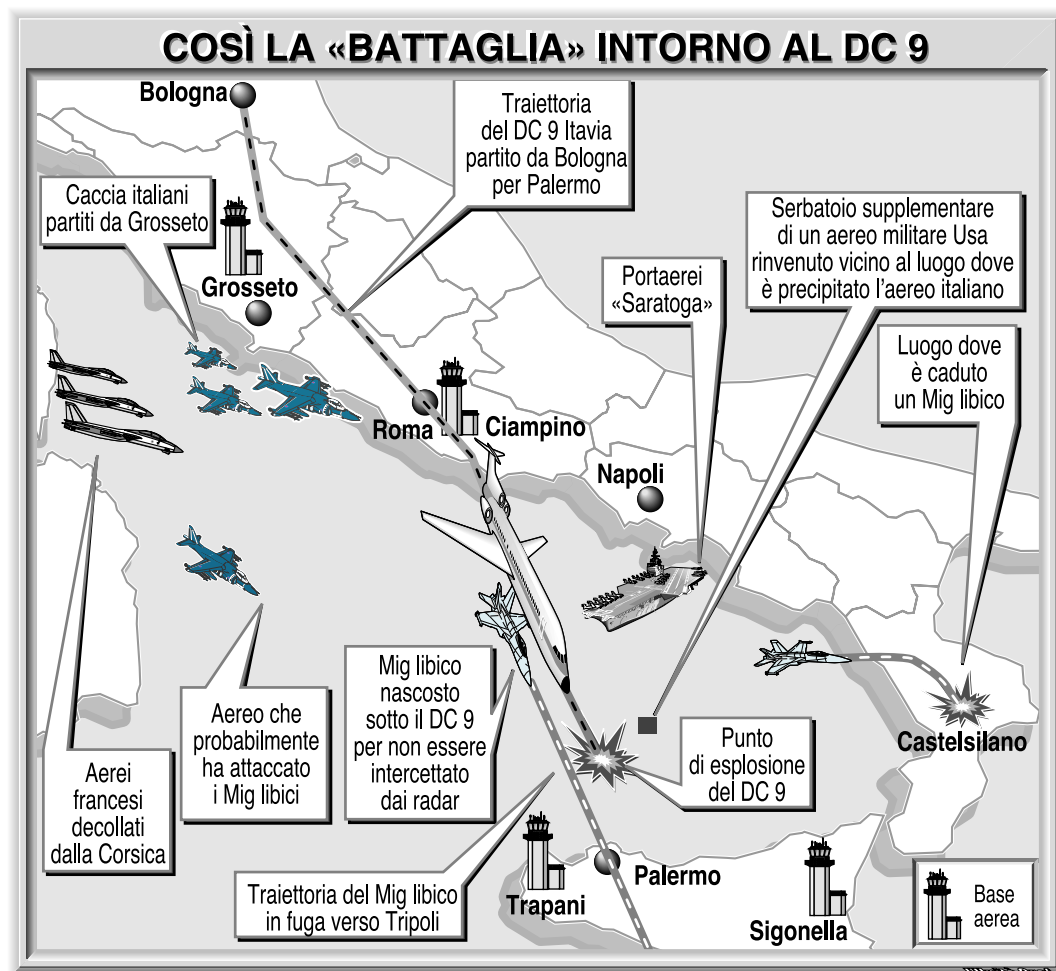 COSÌ LA «BATTAGLIA» INTORNO AL DC 9
Bologna
Traiettoria
del DC 9 Itavia
partito da Bologna
per Palermo
Caccia italiani
partiti da Grosseto
Serbatoio supplementare
di un aereo militare Usa
rinvenuto vicino al luogo dove
è precipitato l'aereo italiano
Grosseto
Portaerei
«Saratoga»
Luogo dove
è caduto
un Mig libico
Roma
Ciampino
Napoli
Mig libico
nascosto
sotto il DC 9
per non essere
intercettato
dai radar
Aereo che
probabilmente
ha attaccato
i Mig libici
Aerei
francesi
decollati
dalla Corsica
Punto
di esplosione
del DC 9
Castelsilano
Traiettoria del Mig libico
in fuga verso Tripoli
Trapani
Palermo
Sigonella
Base
aerea